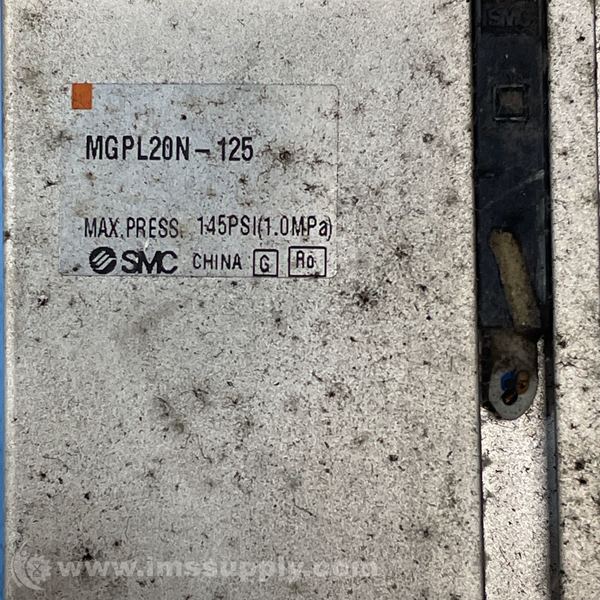 SMC
MGPL20N-125
MAX.PRESS. 145PSI(1.0MPa)
SMC CHINA G Ro
www.imssupply.com